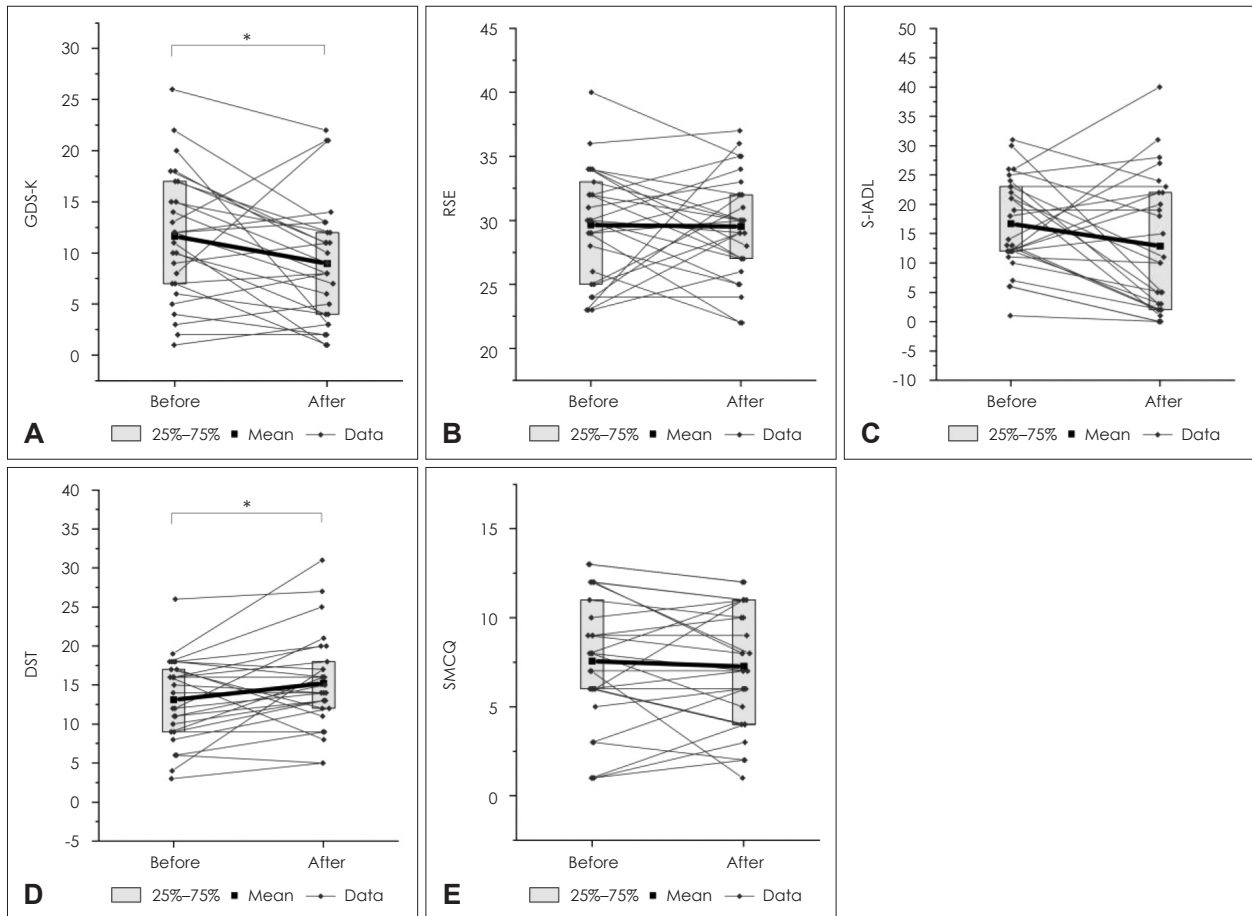 *
30
25
20
15
10
5
0
GDS-K
Before After
A 25%–75% Mean Data
45
40
35
30
25
20
RSE
Before After
B 25%–75% Mean Data
50
45
40
35
30
25
20
15
10
5
0
-5
-10
S-IADL
Before After
C 25%–75% Mean Data
*
40
35
30
25
20
15
10
5
0
-5
DST
Before After
D 25%–75% Mean Data
15
10
5
0
SMCQ
Before After
E 25%–75% Mean Data